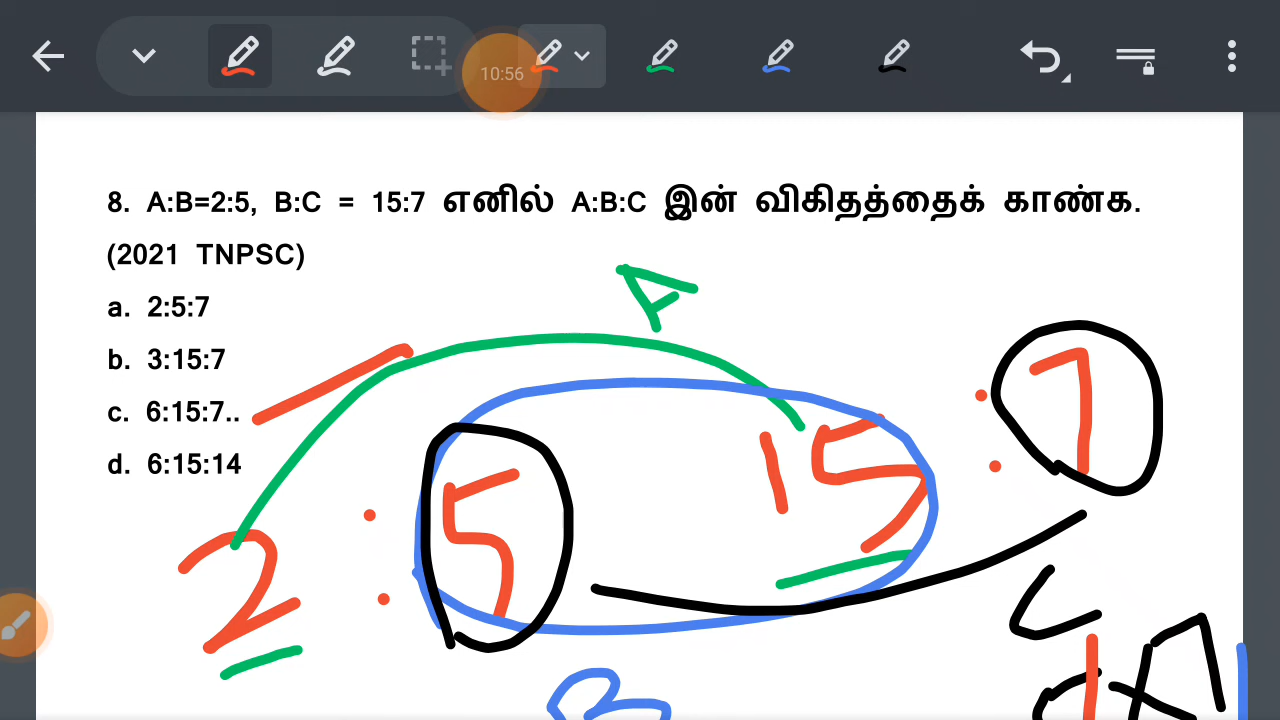 10:56
8. A:B=2:5, B:C = 15:7 எனில் A:B:C இன் விகிதத்தைக் காண்க.
(2021 TNPSC)
a. 2:5:7
b. 3:15:7
c. 6:15:7..
d. 6:15:14
A
2 : 5 15 : 7
B C